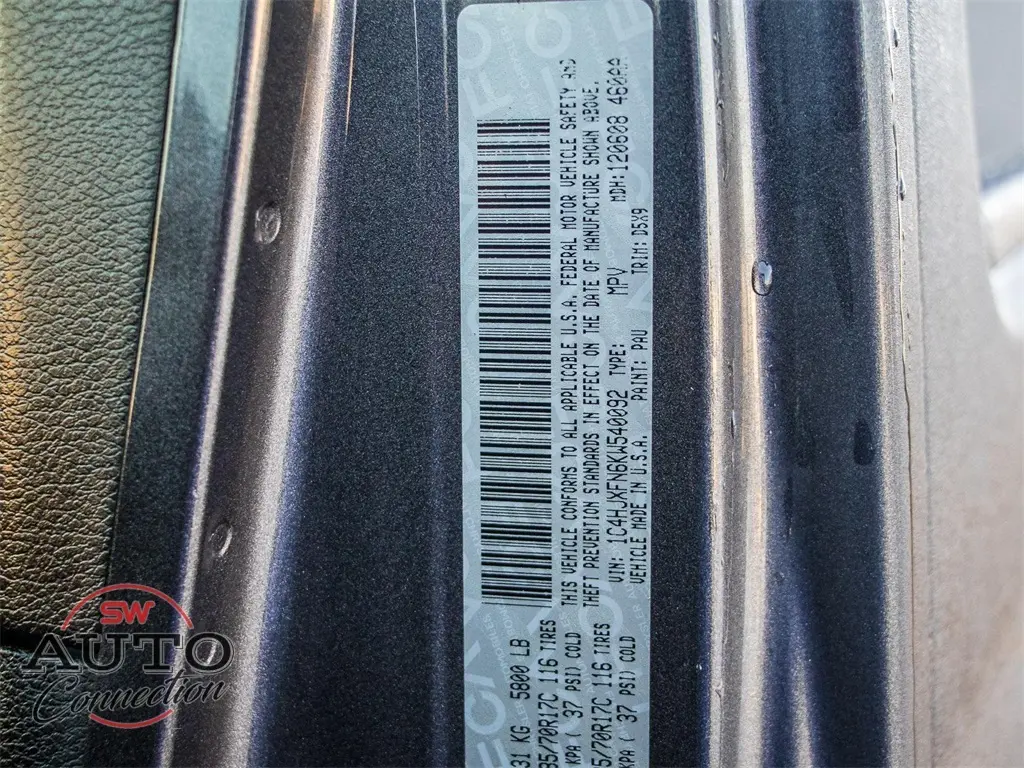 31 KG 5800 LB
THIS VEHICLE CONFORMS TO ALL APPLICABLE U.S.A. FEDERAL MOTOR VEHICLE SAFETY AND
35/70R17C 116 TIRES
THEFT PREVENTION STANDARDS IN EFFECT ON THE DATE OF MANUFACTURE SHOWN ABOVE.
KPA ( 37 PSI) COLD
VIN: 1C4HJXFN6KW540092 TYPE: MPV MDH:120608 460AA
5/70R17C 116 TIRES
VEHICLE MADE IN U.S.A. PAINT: PAU TRIM: D5X9
KPA ( 37 PSI) COLD
SW
AUTO
Connection